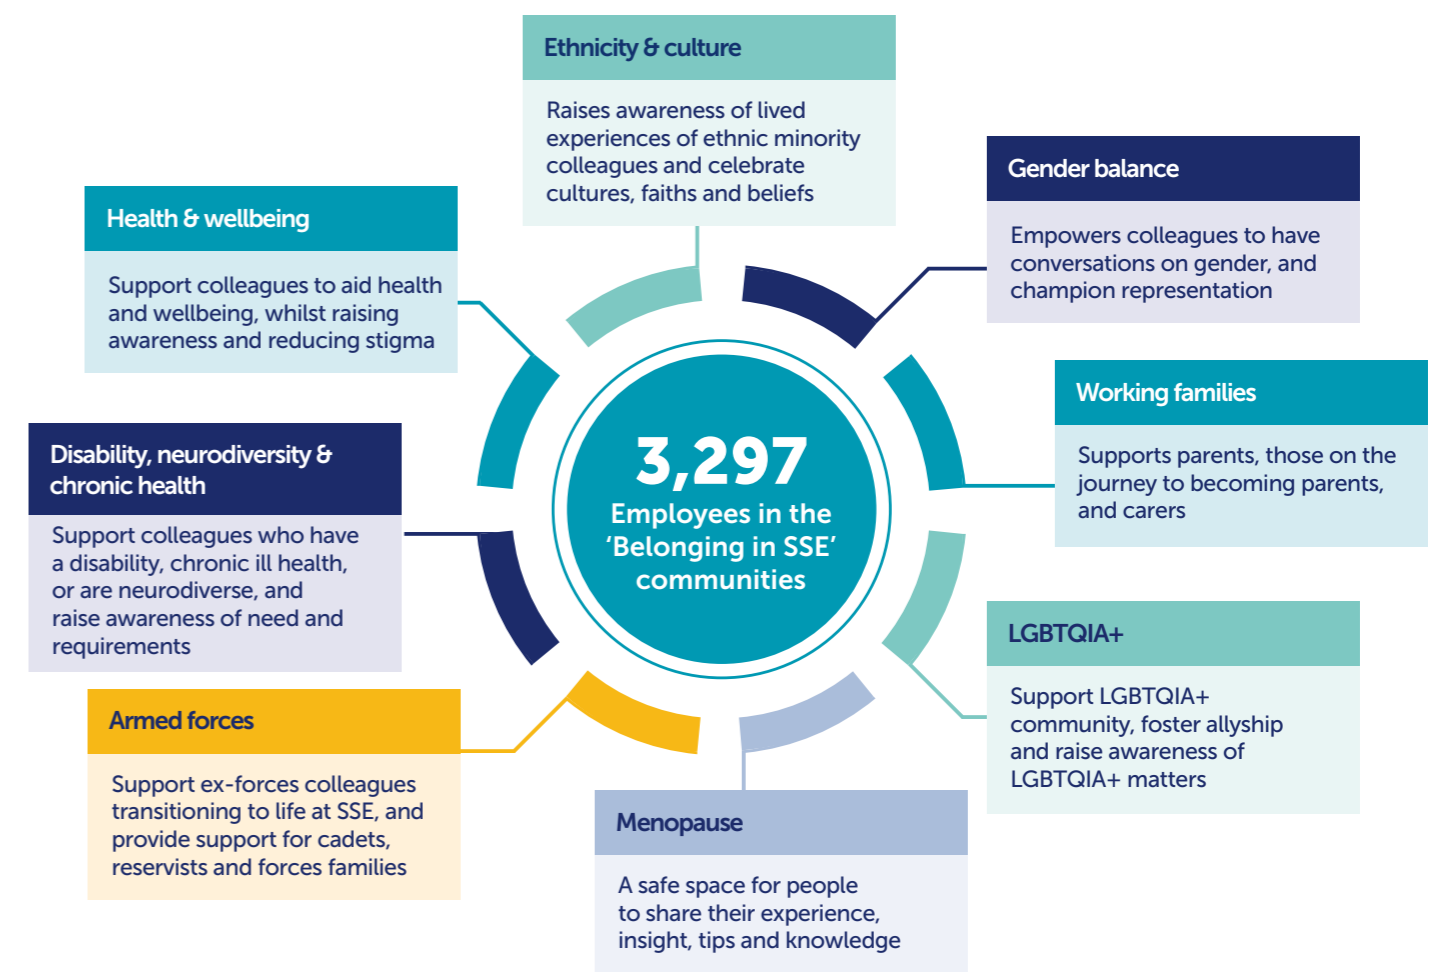 Ethnicity & culture
Raises awareness of lived
experiences of ethnic minority
colleagues and celebrate
cultures, faiths and beliefs
Gender balance
Empowers colleagues to have
conversations on gender, and
champion representation
Working families
Supports parents, those on the
journey to becoming parents,
and carers
LGBTQIA+
Support LGBTQIA+
community, foster allyship
and raise awareness of
LGBTQIA+ matters
Menopause
A safe space for people
to share their experience,
insight, tips and knowledge
Armed forces
Support ex-forces colleagues
transitioning to life at SSE, and
provide support for cadets,
reservists and forces families
Disability, neurodiversity &
chronic health
Support colleagues who have
a disability, chronic ill health,
or are neurodiverse, and
raise awareness of need and
requirements
Health & wellbeing
Support colleagues to aid health
and wellbeing, whilst raising
awareness and reducing stigma
3,297
Employees in the
‘Belonging in SSE’
communities